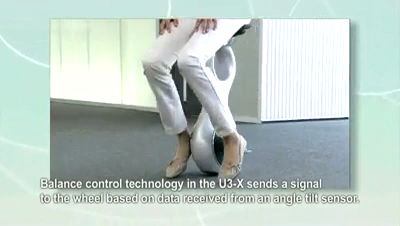 Balance control technology in the U3-X sends a signal
to the wheel based on data received from an angle tilt sensor.